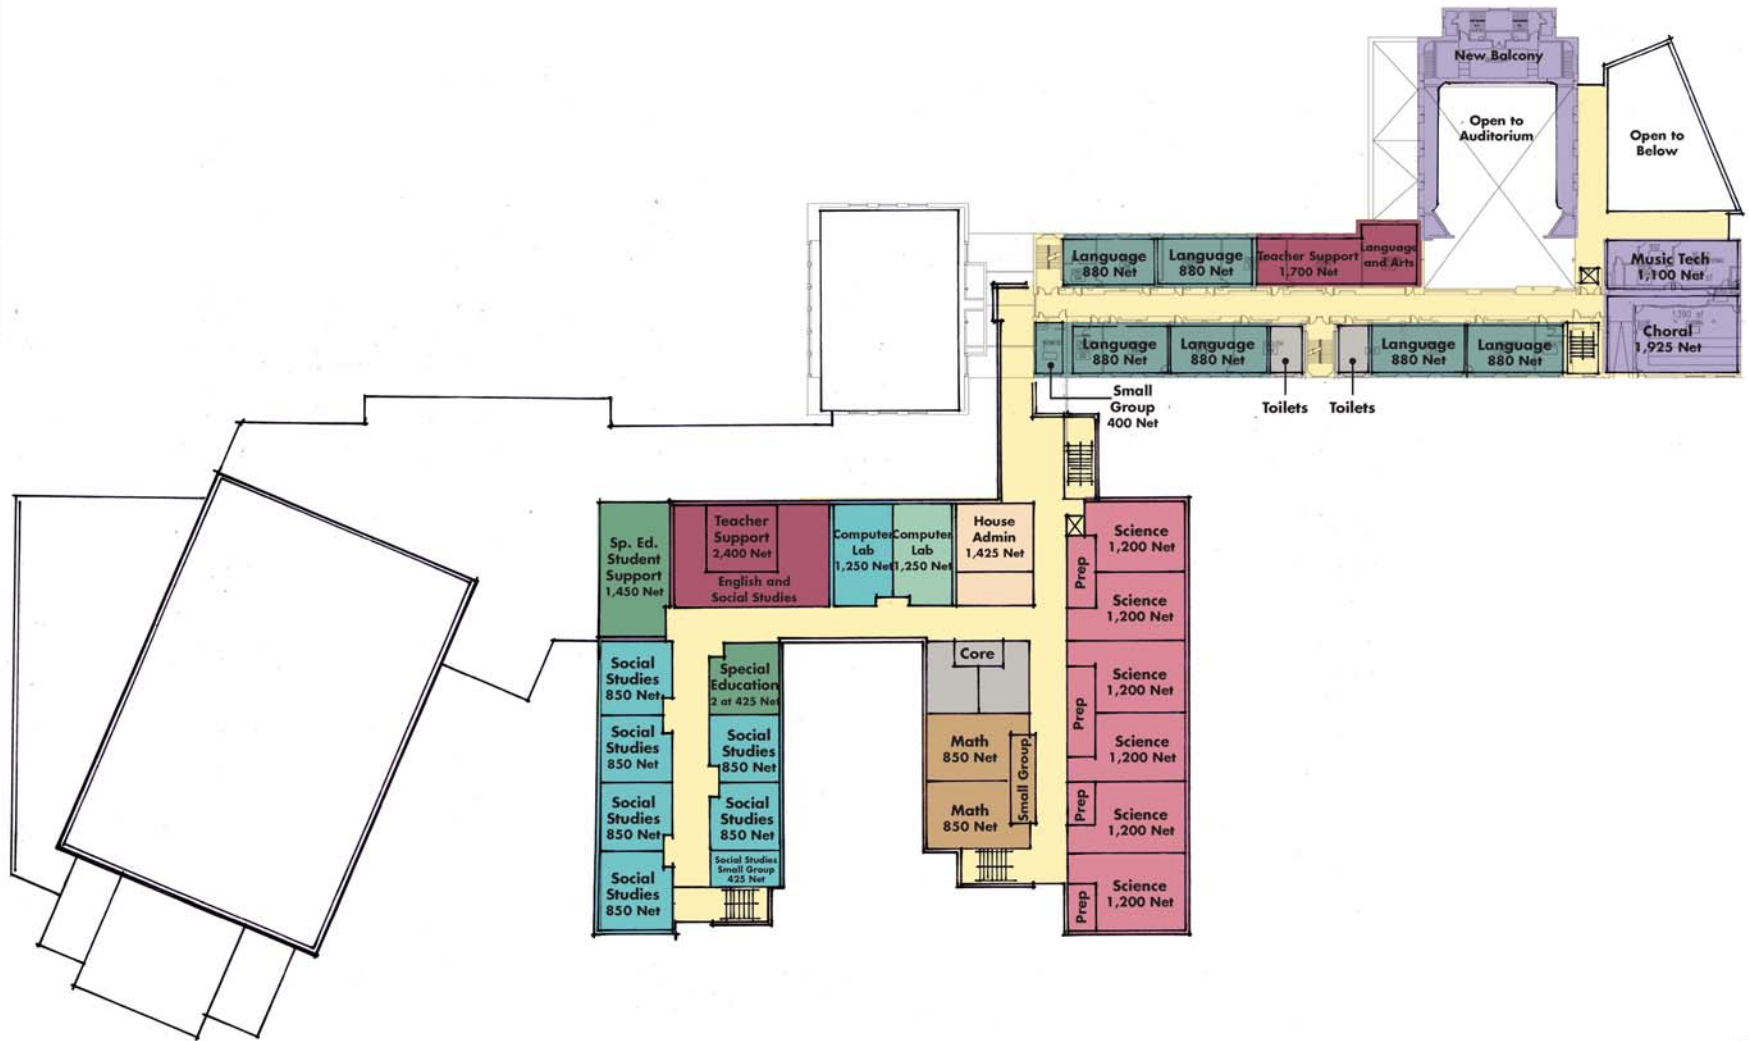 New Balcony
Open to
Auditorium
Open to
Below
Language
880 Net
Language
880 Net
Teacher Support
1,700 Net
Language
and Arts
Music Tech
1,100 Net
Language
880 Net
Language
880 Net
Language
880 Net
Language
880 Net
1390 sf
Choral
1,925 Net
Small
Group
400 Net
Toilets
Toilets
Sp. Ed.
Student
Support
1,450 Net
Teacher
Support
2,400 Net
English and
Social Studies
Computer
Lab
1,250 Net
Computer
Lab
1,250 Net
House
Admin
1,425 Net
Science
1,200 Net
Prep
Science
1,200 Net
Social
Studies
850 Net
Special
Education
2 at 425 Net
Core
Science
1,200 Net
Prep
Social
Studies
850 Net
Social
Studies
850 Net
Math
850 Net
Small Group
Science
1,200 Net
Social
Studies
850 Net
Social
Studies
850 Net
Math
850 Net
Prep
Science
1,200 Net
Social Studies
Small Group
425 Net
Social
Studies
850 Net
Prep
Science
1,200 Net